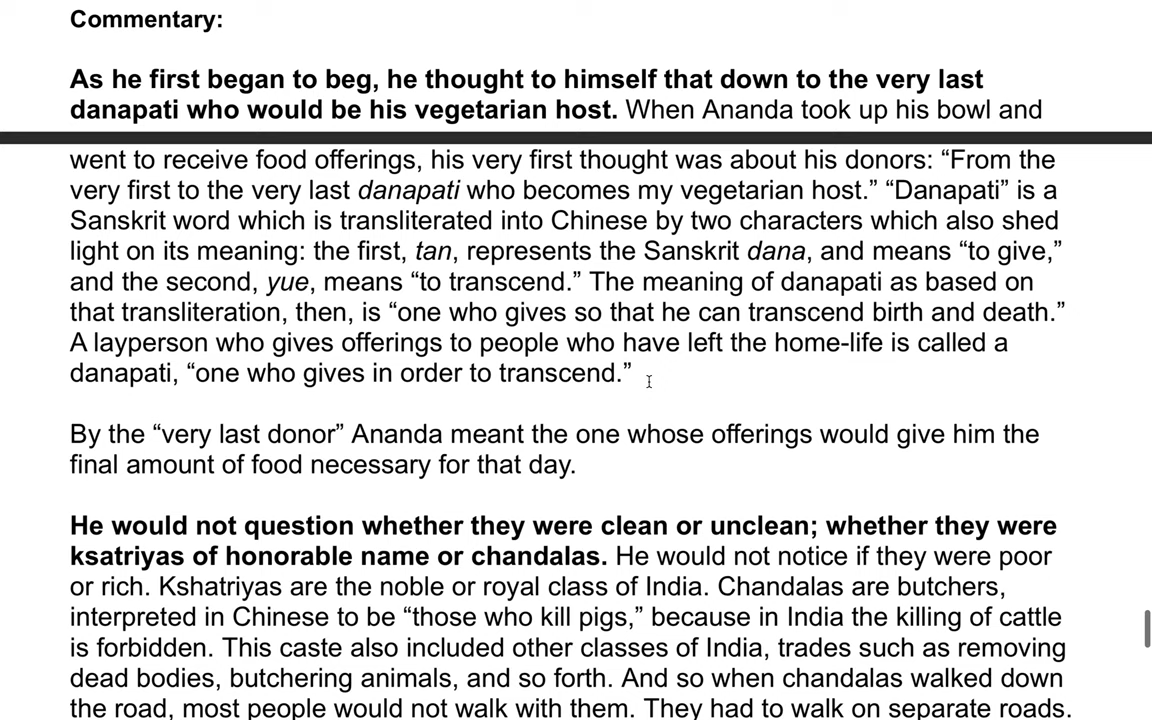 Commentary:
As he first began to beg, he thought to himself that down to the very last
danapati who would be his vegetarian host. When Ananda took up his bowl and
went to receive food offerings, his very first thought was about his donors: “From the
very first to the very last danapati who becomes my vegetarian host.” “Danapati” is a
Sanskrit word which is transliterated into Chinese by two characters which also shed
light on its meaning: the first, tan, represents the Sanskrit dana, and means “to give,”
and the second, yue, means “to transcend.” The meaning of danapati as based on
that transliteration, then, is “one who gives so that he can transcend birth and death.”
A layperson who gives offerings to people who have left the home-life is called a
danapati, “one who gives in order to transcend.”
By the “very last donor” Ananda meant the one whose offerings would give him the
final amount of food necessary for that day.
He would not question whether they were clean or unclean; whether they were
ksatriyas of honorable name or chandalas. He would not notice if they were poor
or rich. Kshatriyas are the noble or royal class of India. Chandalas are butchers,
interpreted in Chinese to be “those who kill pigs,” because in India the killing of cattle
is forbidden. This caste also included other classes of India, trades such as removing
dead bodies, butchering animals, and so forth. And so when chandalas walked down
the road, most people would not walk with them. They had to walk on separate roads.